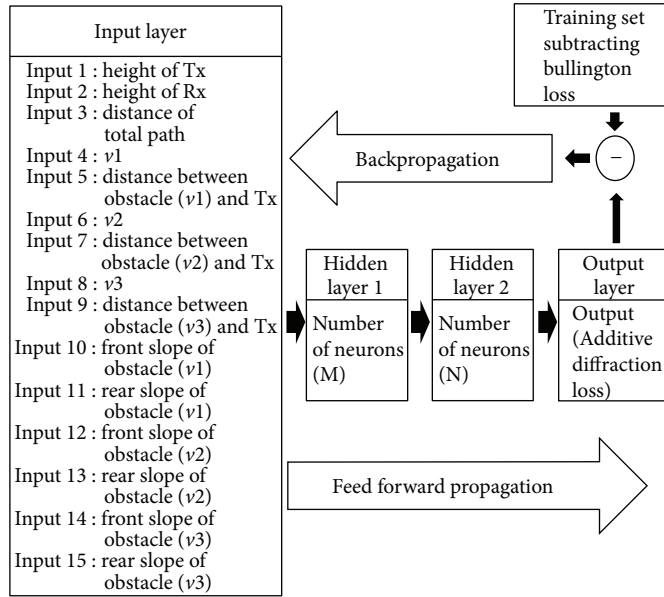 Input layer
Input 1 : height of Tx
Input 2 : height of Rx
Input 3 : distance of
total path
Input 4 : v1
Input 5 : distance between
obstacle (v1) and Tx
Input 6 : v2
Input 7 : distance between
obstacle (v2) and Tx
Input 8 : v3
Input 9 : distance between
obstacle (v3) and Tx
Input 10 : front slope of
obstacle (v1)
Input 11 : rear slope of
obstacle (v1)
Input 12 : front slope of
obstacle (v2)
Input 13 : rear slope of
obstacle (v2)
Input 14 : front slope of
obstacle (v3)
Input 15 : rear slope of
obstacle (v3)
Training set
subtracting
bullington
loss
Backpropagation
−
Hidden
layer 1
Number
of neurons
(M)
Hidden
layer 2
Number
of neurons
(N)
Output
layer
Output
(Additive
diffraction
loss)
Feed forward propagation